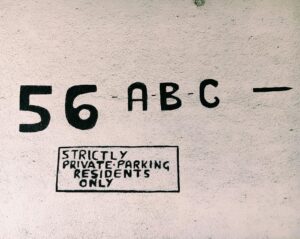 56 -A-B-C —
STRICTLY
PRIVATE·PARKING
RESIDENTS
ONLY